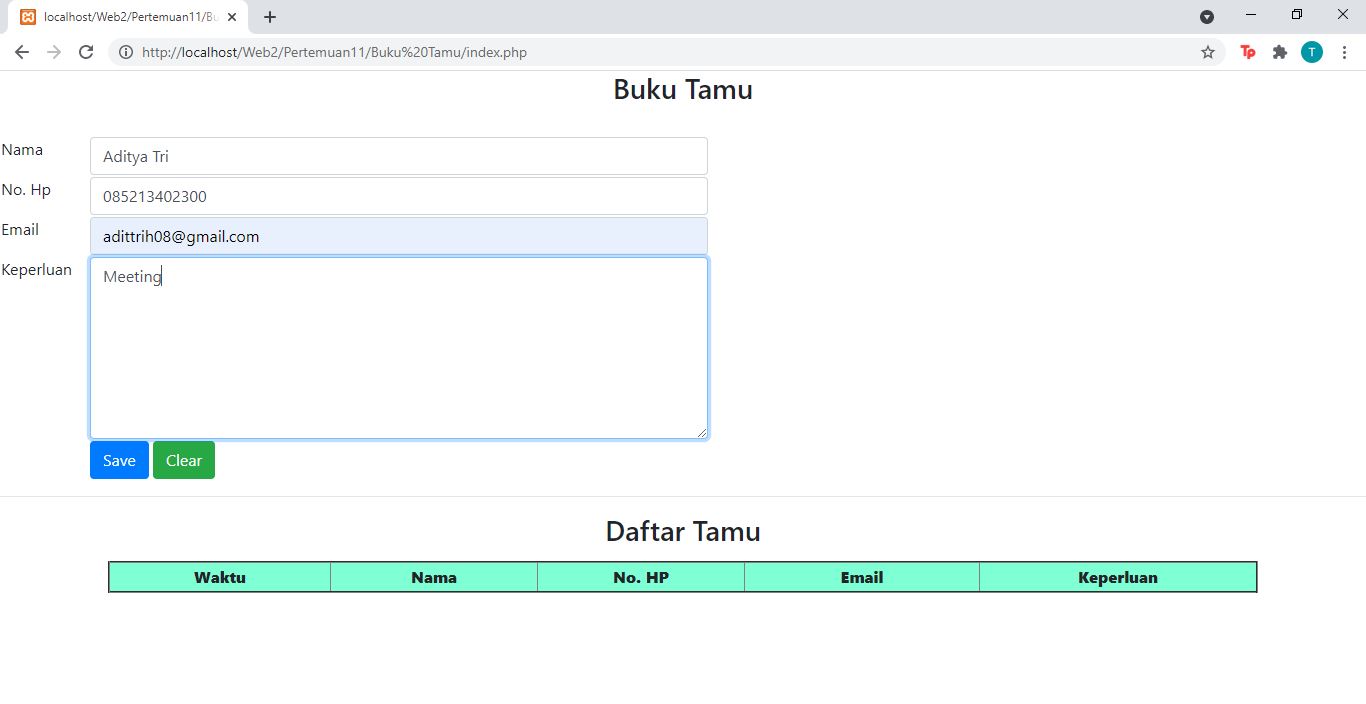 localhost/Web2/Pertemuan11/Bu
http://localhost/Web2/Pertemuan11/Buku%20Tamu/index.php
Tp
T
Buku Tamu
Nama
Aditya Tri
No. Hp
085213402300
Email
adittrih08@gmail.com
Keperluan
Meeting
Save Clear
Daftar Tamu
Waktu Nama No. HP Email Keperluan